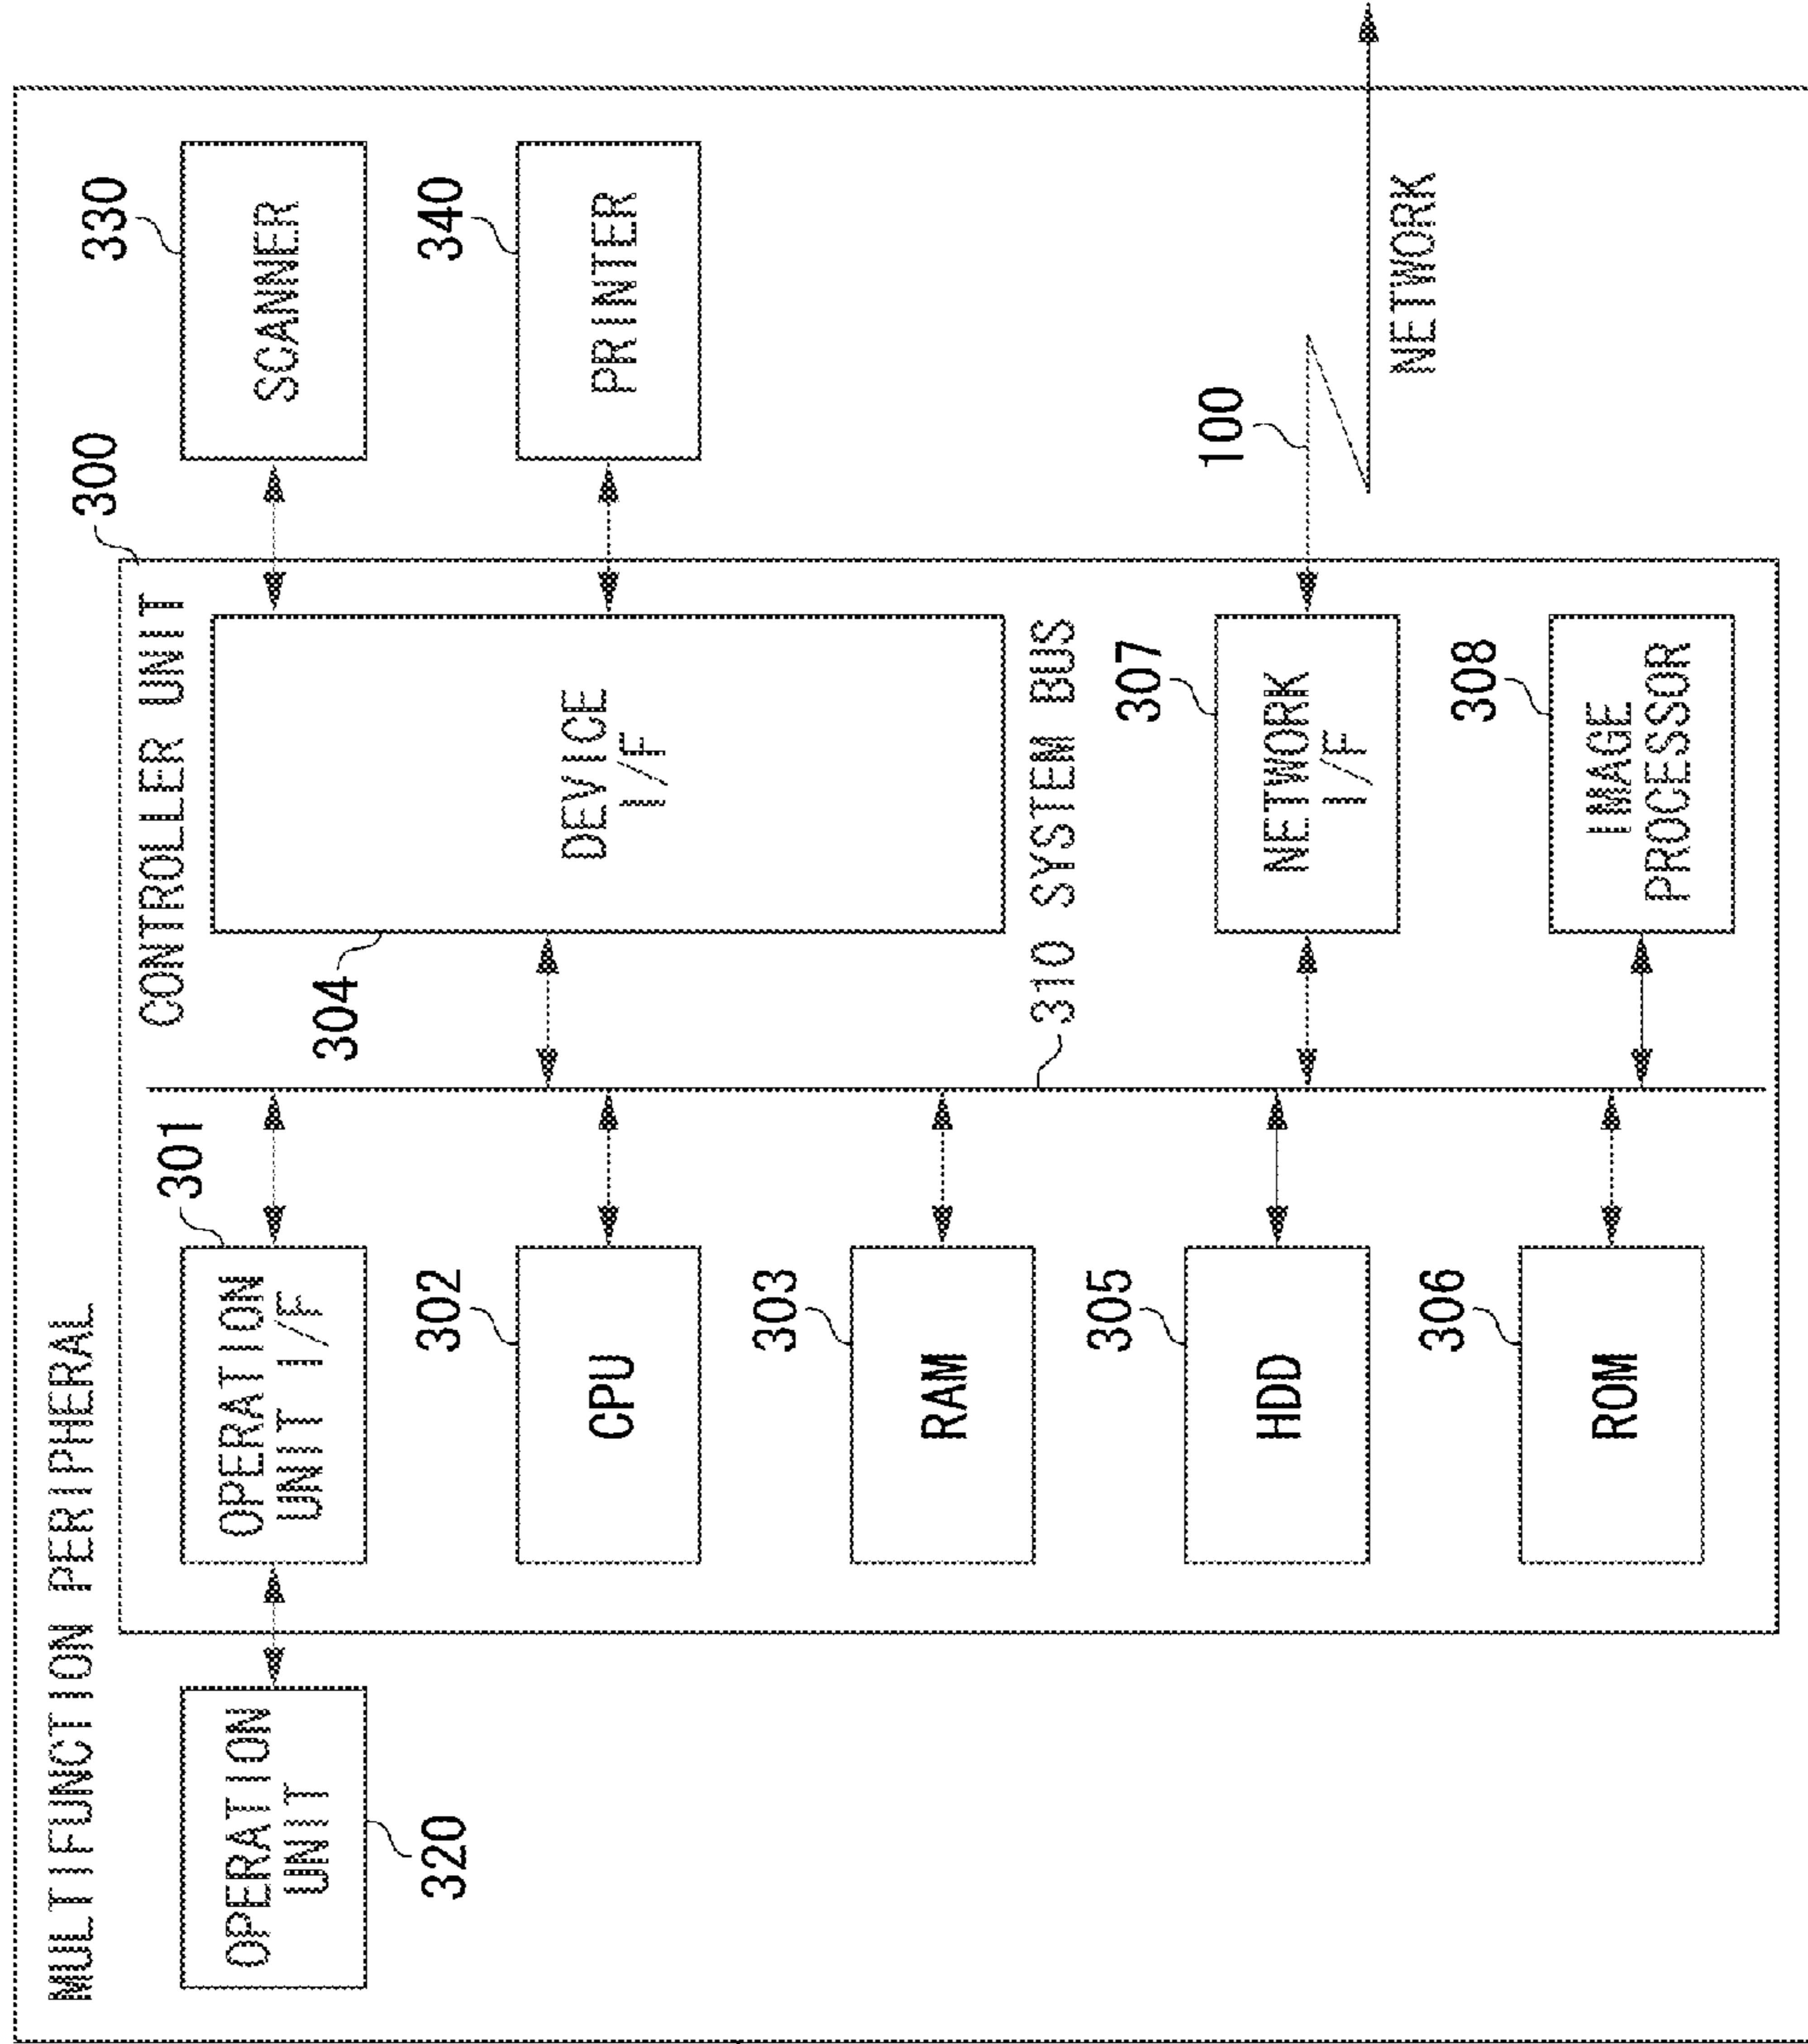 MULTIFUNCTION PERIPHERAL
300
CONTROLLER UNIT
320
OPERATION
UNIT
301
OPERATION
UNIT I/F
302
CPU
303
RAM
305
HDD
306
ROM
304
DEVICE
I/F
310 SYSTEM BUS
307
NETWORK
I/F
308
IMAGE
PROCESSOR
330
SCANNER
340
PRINTER
100
NETWORK